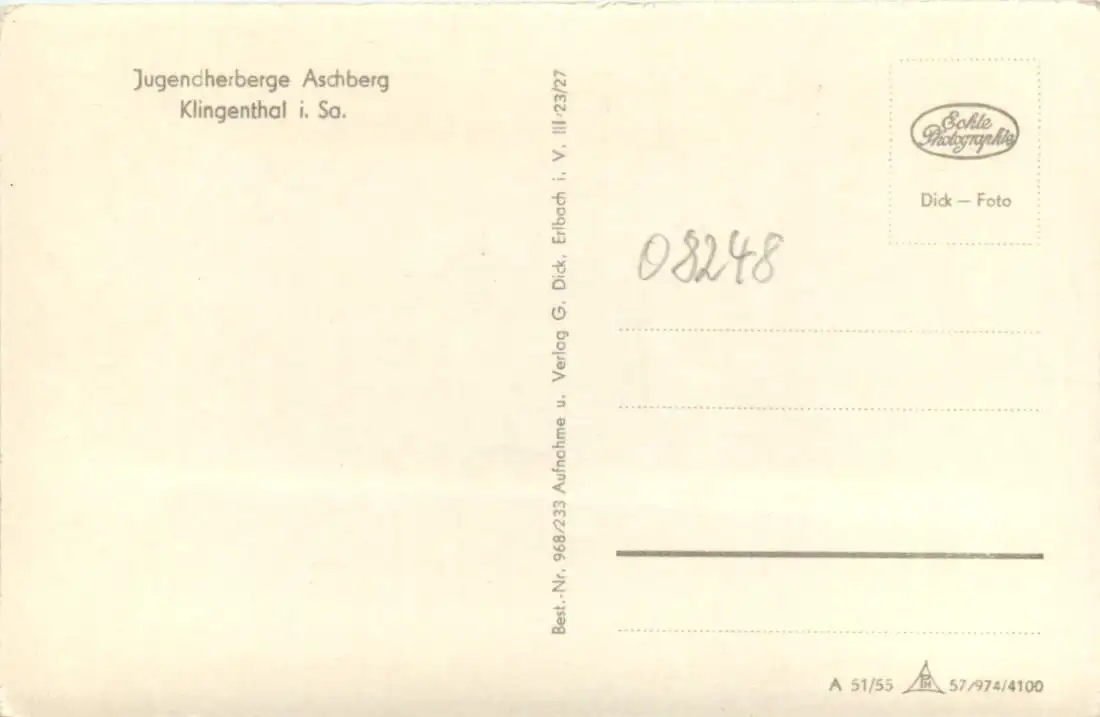 Jugendherberge Aschberg
Klingenthal i. Sa.
Best.-Nr. 968/233 Aufnahme u. Verlag G. Dick, Erlbach i. V. III/23/27
Echte
Photographie
Dick – Foto
08248
A 51/55 PH 57/974/4100